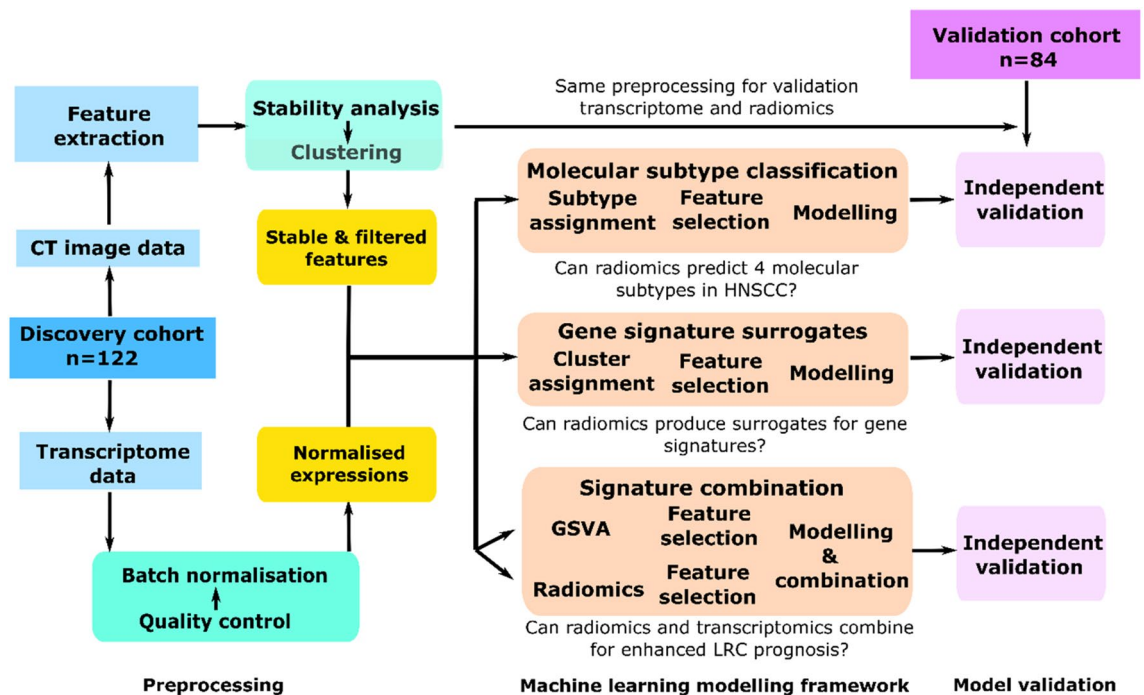 Validation cohort
n=84
Same preprocessing for validation
transcriptome and radiomics
Feature
extraction
Stability analysis
Clustering
CT image data
Stable & filtered
features
Discovery cohort
n=122
Transcriptome
data
Normalised
expressions
Batch normalisation
Quality control
Molecular subtype classification
Subtype
assignment
Feature
selection
Modelling
Independent
validation
Can radiomics predict 4 molecular
subtypes in HNSCC?
Gene signature surrogates
Cluster
assignment
Feature
selection
Modelling
Independent
validation
Can radiomics produce surrogates for gene
signatures?
Signature combination
GSVA
Feature
selection
Radiomics
Feature
selection
Modelling
&
combination
Independent
validation
Can radiomics and transcriptomics combine
for enhanced LRC prognosis?
Preprocessing
Machine learning modelling framework
Model validation